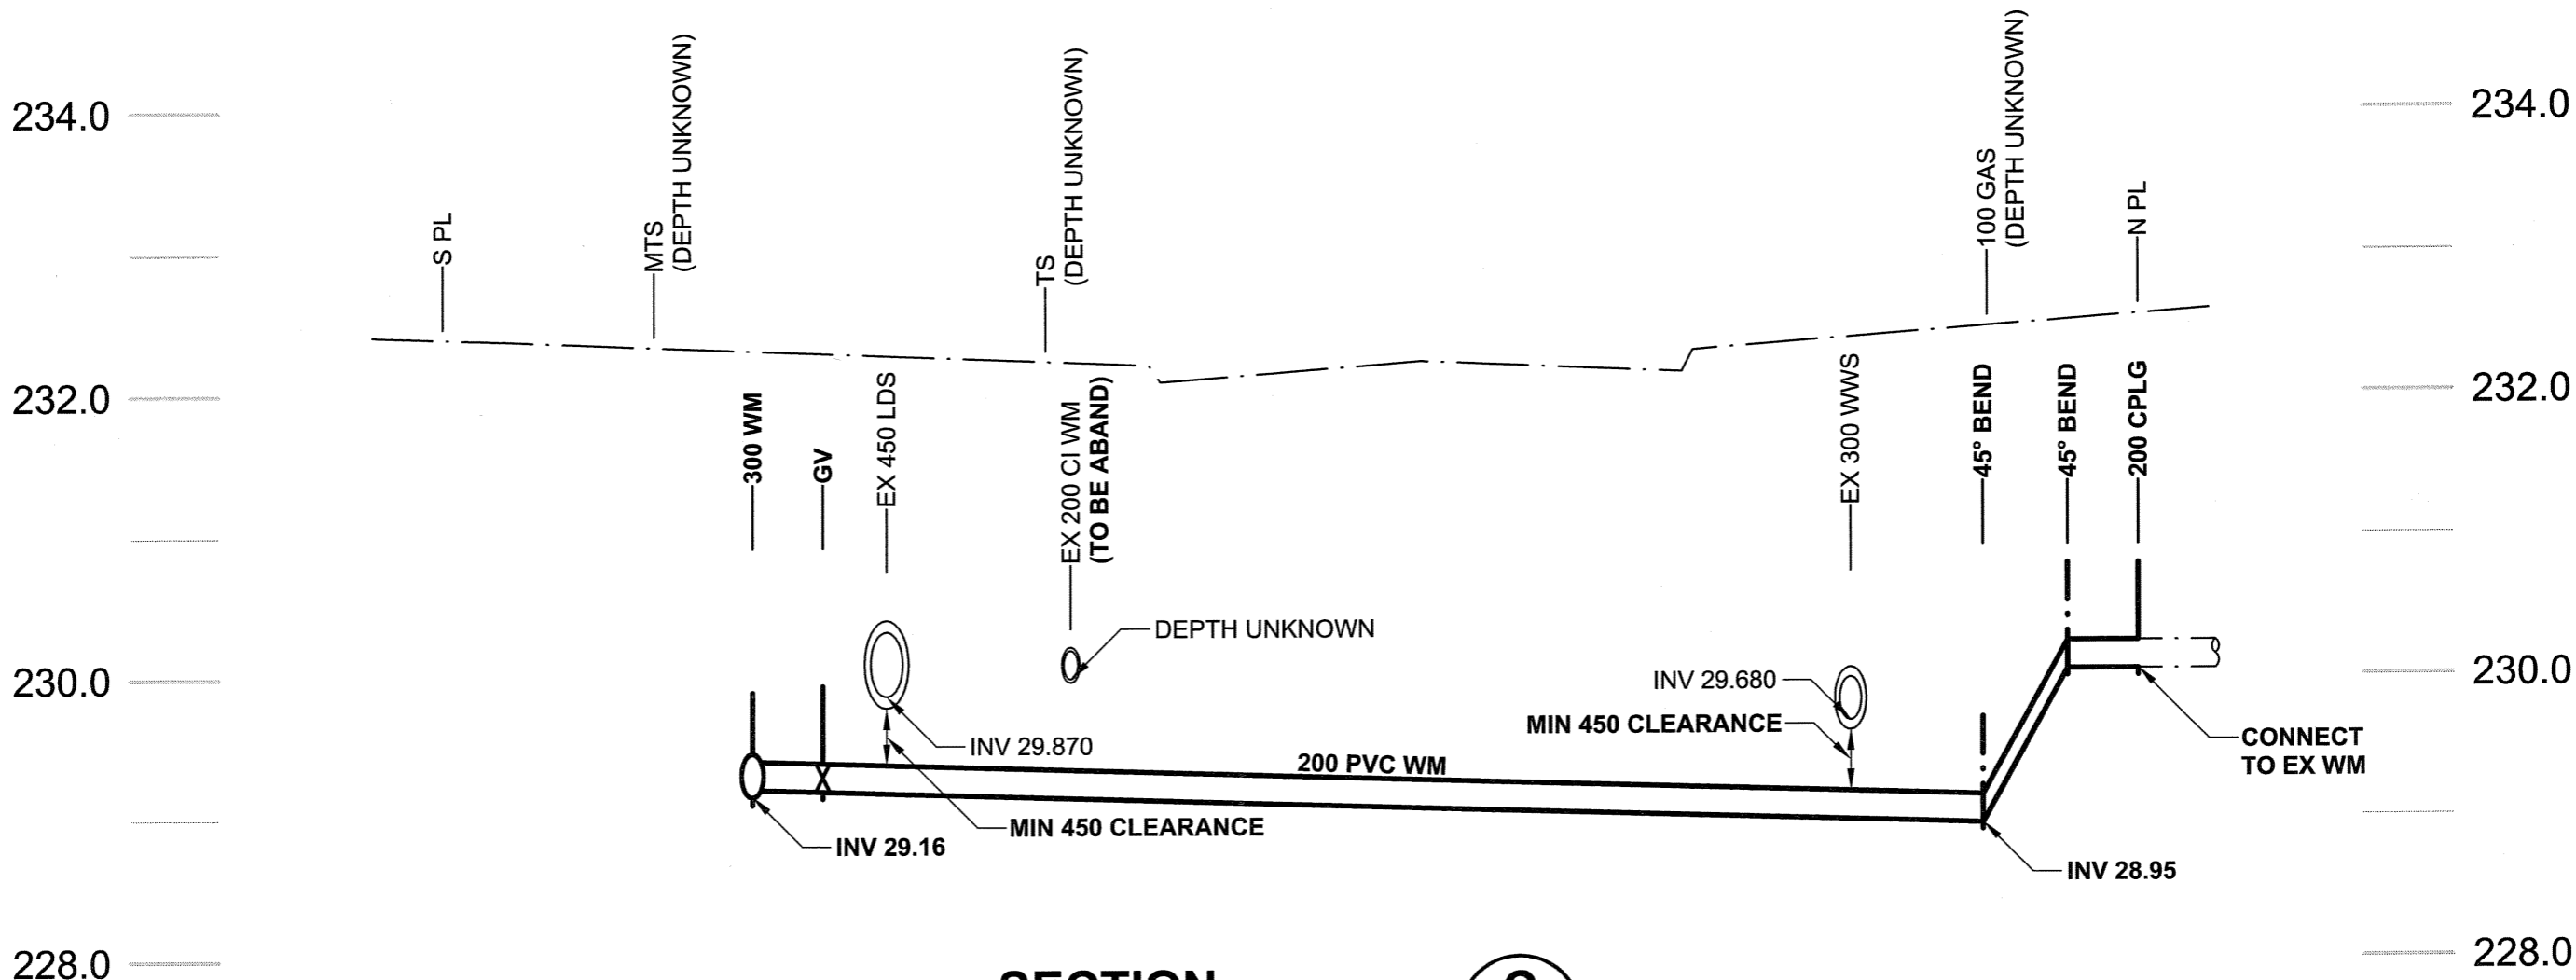 234.0
234.0
S PL
MTS
(DEPTH UNKNOWN)
TS
(DEPTH UNKNOWN)
100 GAS
(DEPTH UNKNOWN)
N PL
232.0
232.0
300 WM
GV
EX 450 LDS
EX 200 CI WM
(TO BE ABAND)
EX 300 WWS
45° BEND
45° BEND
200 CPLG
DEPTH UNKNOWN
230.0
230.0
INV 29.680
MIN 450 CLEARANCE
INV 29.870
200 PVC WM
CONNECT
TO EX WM
MIN 450 CLEARANCE
INV 29.16
INV 28.95
228.0
228.0
SECTION